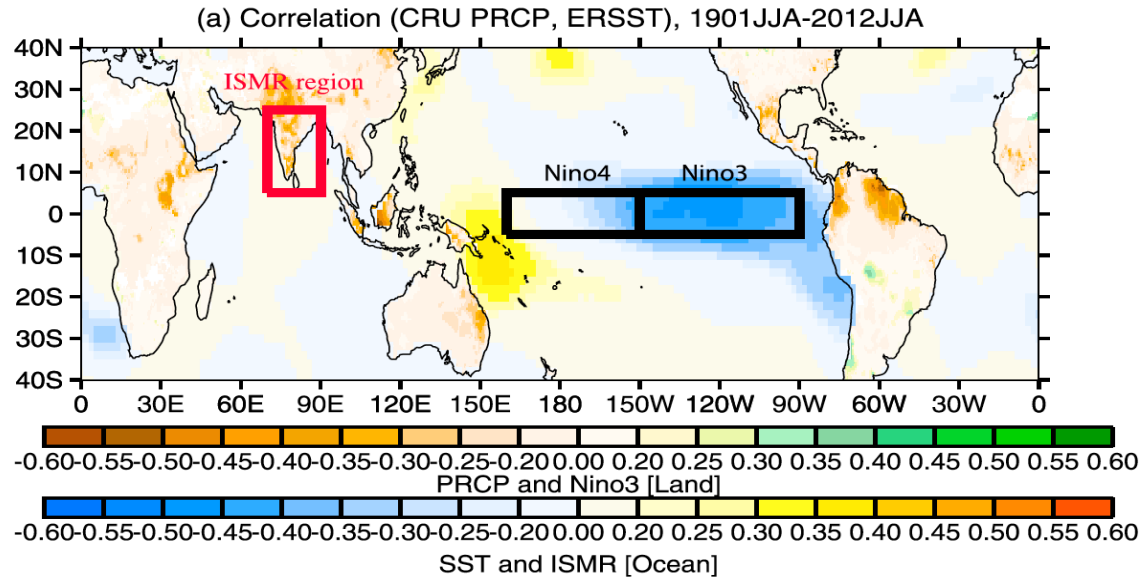 (a) Correlation (CRU PRCP, ERSST), 1901JJA-2012JJA
40N
30N
20N
10N
0
10S
20S
30S
40S
ISMR region
Nino4 Nino3
0 30E 60E 90E 120E 150E 180 150W 120W 90W 60W 30W 0
-0.60 -0.55 -0.50 -0.45 -0.40 -0.35 -0.30 -0.25 -0.20 0.00 0.20 0.25 0.30 0.35 0.40 0.45 0.50 0.55 0.60
PRCP and Nino3 [Land]
-0.60 -0.55 -0.50 -0.45 -0.40 -0.35 -0.30 -0.25 -0.20 0.00 0.20 0.25 0.30 0.35 0.40 0.45 0.50 0.55 0.60
SST and ISMR [Ocean]